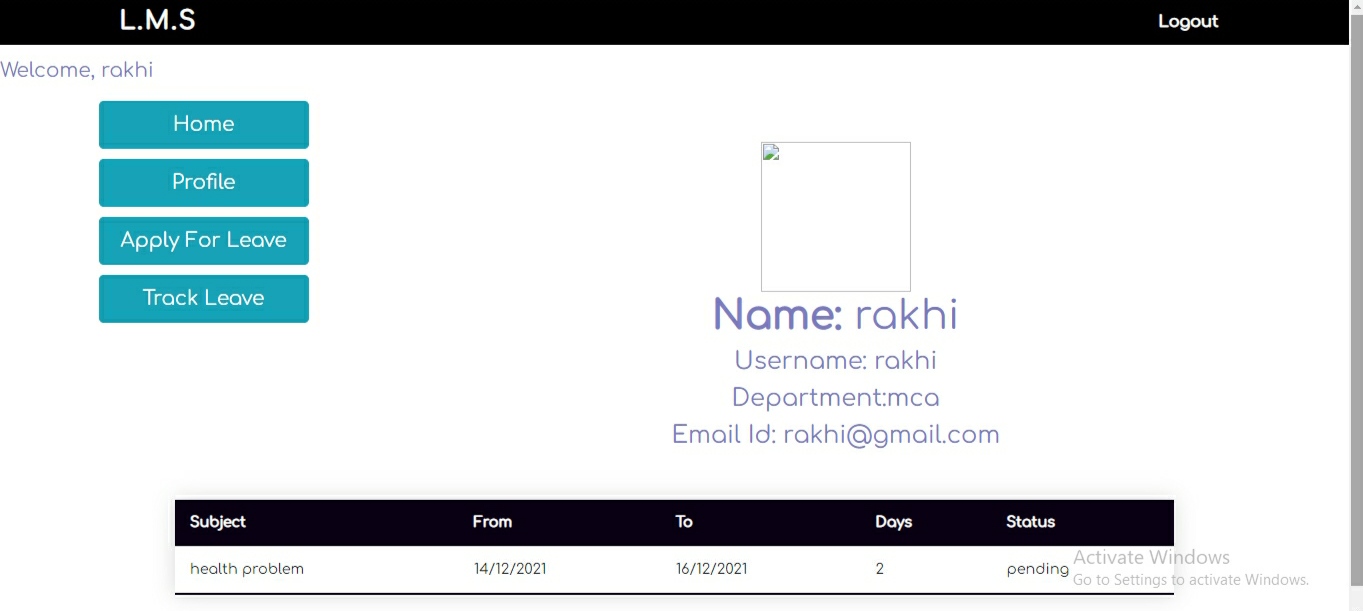 L.M.S Logout
Welcome, rakhi
Home
Profile
Apply For Leave
Track Leave
Name: rakhi
Username: rakhi
Department:mca
Email Id: rakhi@gmail.com
Subject From To Days Status
health problem 14/12/2021 16/12/2021 2 pending
Activate Windows
Go to Settings to activate Windows.